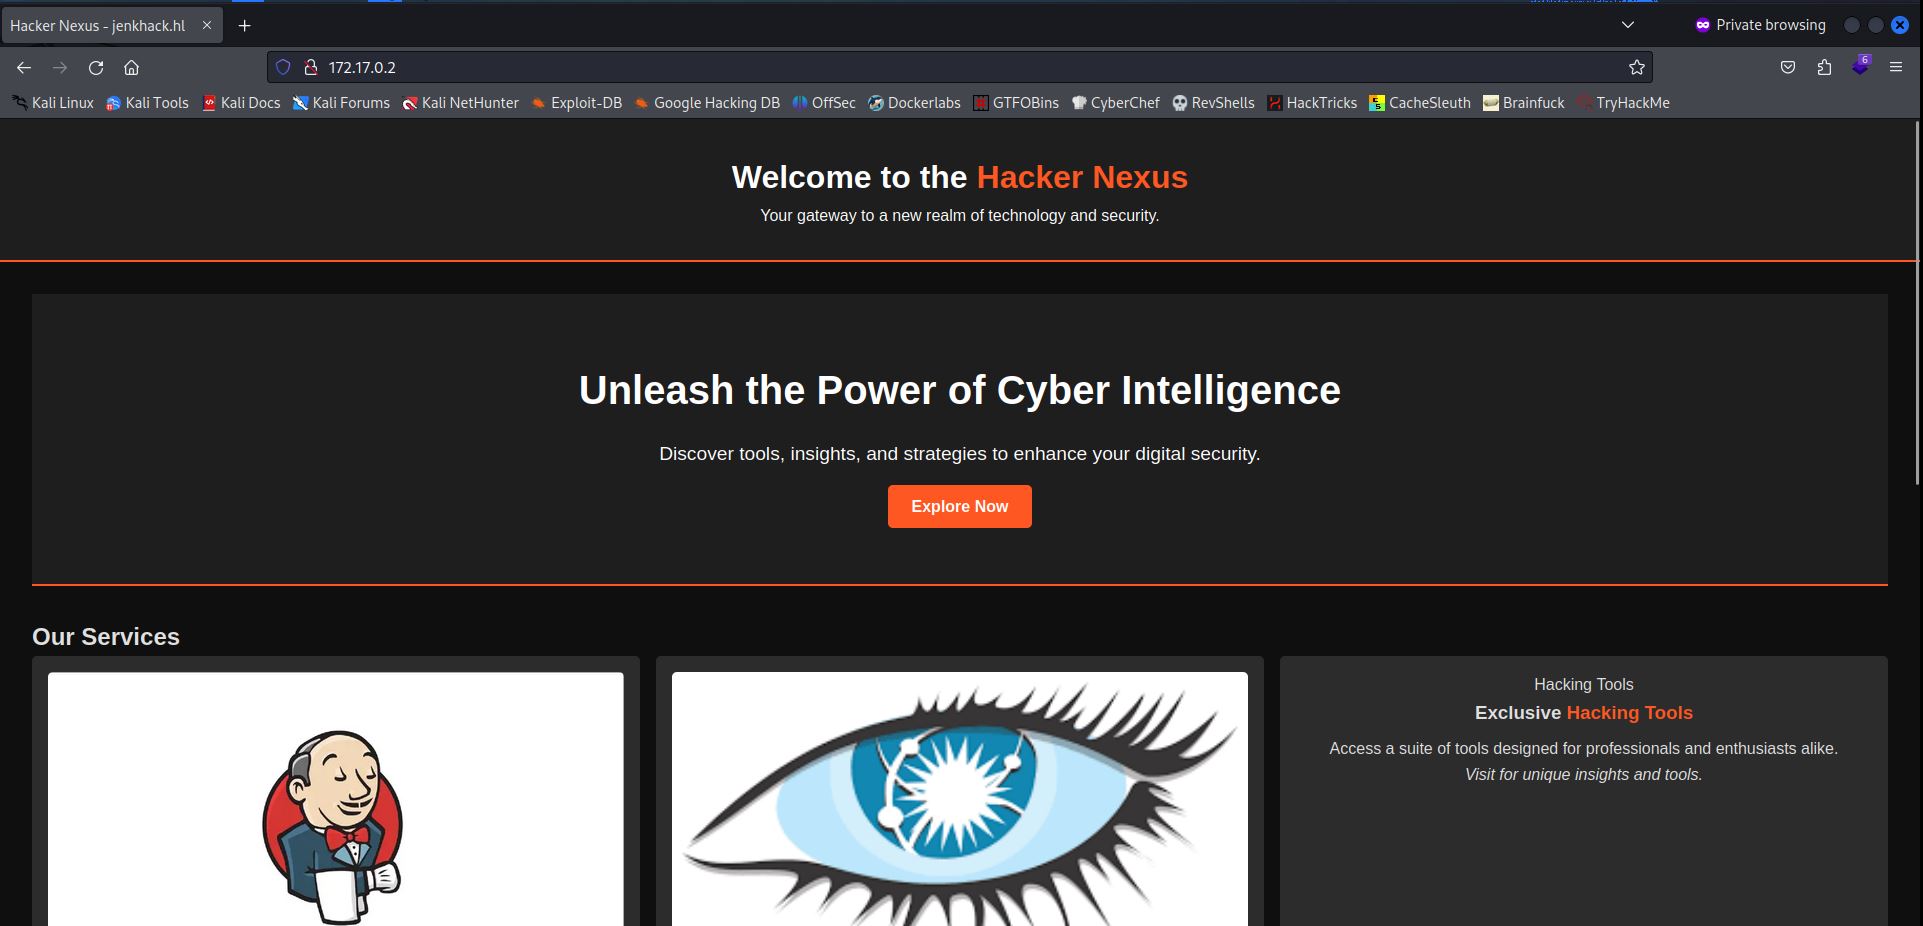 Hacker Nexus - jenkhack.hl
Private browsing
172.17.0.2
6
Kali Linux Kali Tools Kali Docs Kali Forums Kali NetHunter Exploit-DB Google Hacking DB OffSec Dockerlabs GTFOBins CyberChef RevShells HackTricks CacheSleuth Brainfuck TryHackMe
Welcome to the Hacker Nexus
Your gateway to a new realm of technology and security.
Unleash the Power of Cyber Intelligence
Discover tools, insights, and strategies to enhance your digital security.
Explore Now
Our Services
Hacking Tools
Exclusive Hacking Tools
Access a suite of tools designed for professionals and enthusiasts alike.
Visit for unique insights and tools.